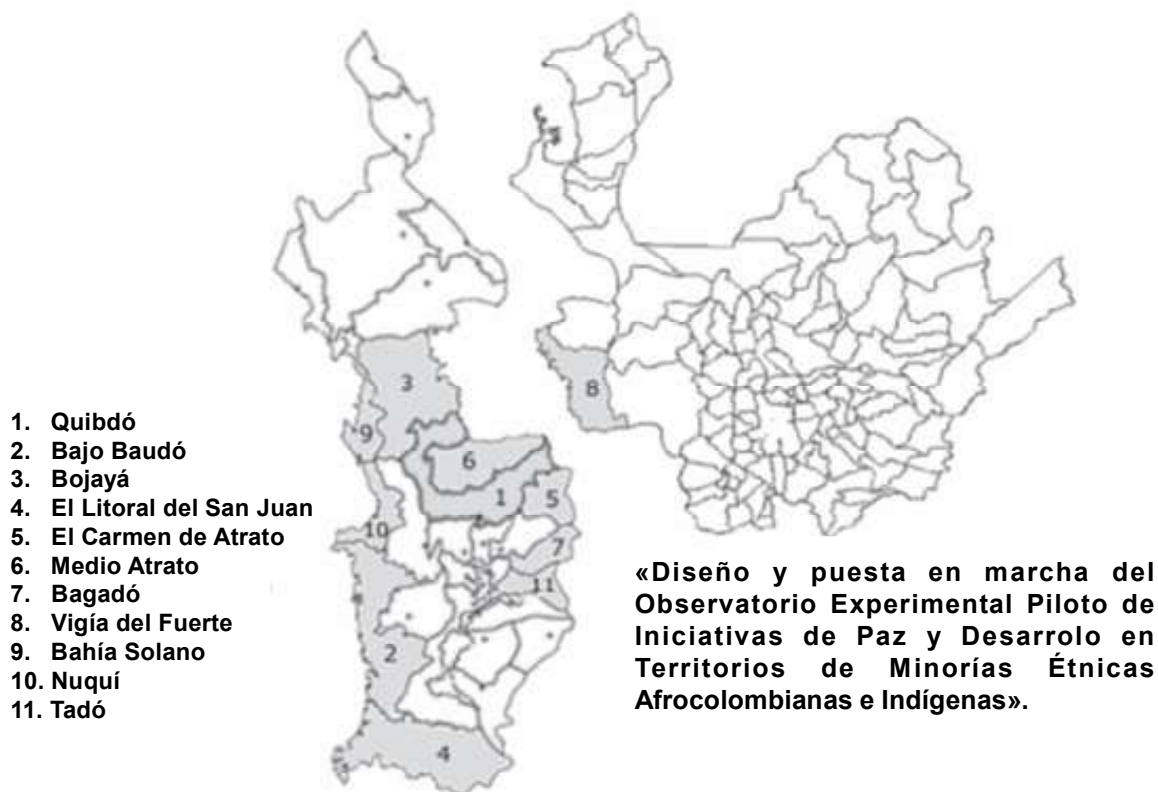 3
8
9
6
1
5
10
7
11
2
4
1. Quibdó
2. Bajo Baudó
3. Bojayá
4. El Litoral del San Juan
5. El Carmen de Atrato
6. Medio Atrato
7. Bagadó
8. Vigía del Fuerte
9. Bahía Solano
10. Nuquí
11. Tadó
«Diseño y puesta en marcha del
Observatorio Experimental Piloto de
Iniciativas de Paz y Desarrolo en
Territorios de Minorías Étnicas
Afrocolombianas e Indígenas».